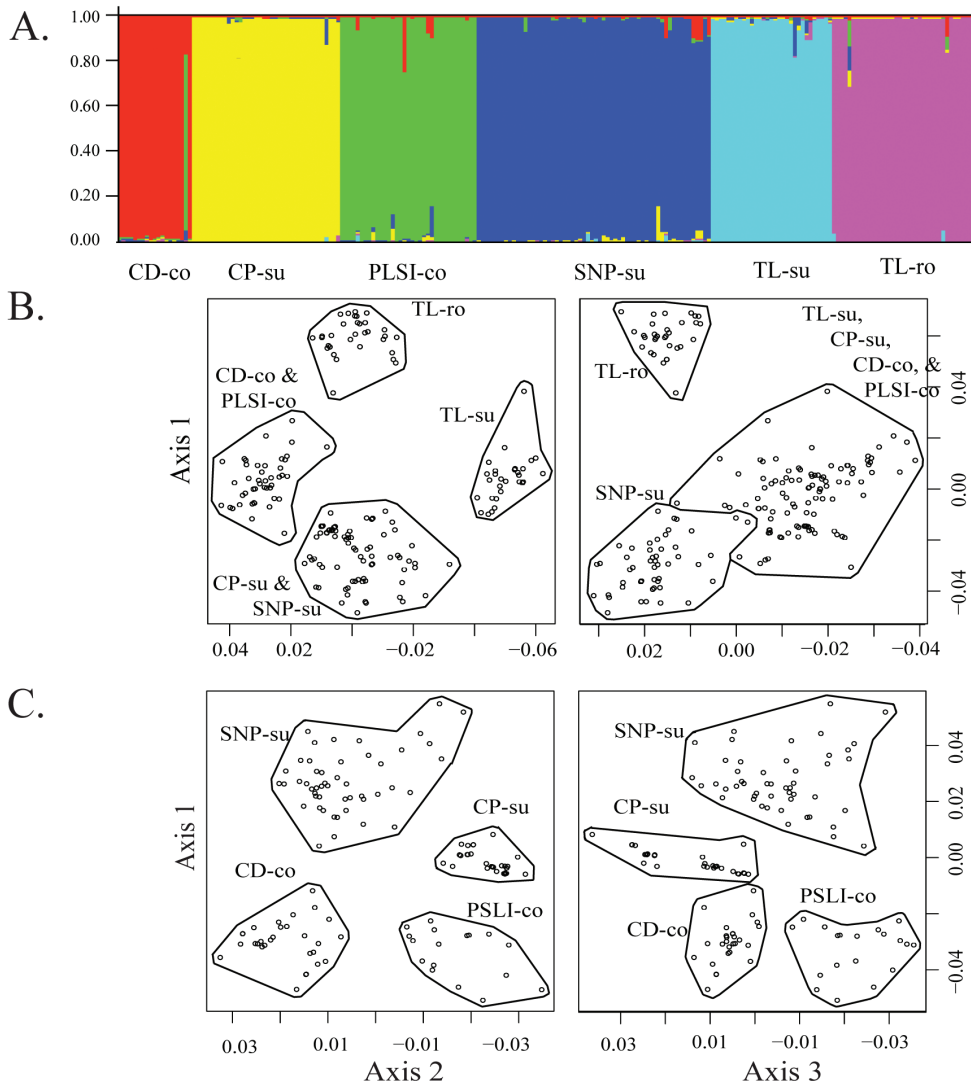 A.
1.00
0.80
0.60
0.40
0.20
0.00
CD-co CP-su PLSI-co SNP-su TL-su TL-ro
B.
TL-ro
CD-co &
PLSI-co
TL-su
CP-su &
SNP-su
Axis 1
0.04 0.02 −0.02 −0.06
TL-su,
CP-su,
CD-co, &
PLSI-co
TL-ro
SNP-su
0.04
0.00
−0.04
0.02 0.00 −0.02 −0.04
C.
SNP-su
CP-su
CD-co
PSLI-co
Axis 1
0.03 0.01 −0.01 −0.03
Axis 2
SNP-su
CP-su
PSLI-co
CD-co
0.04
0.02
0.00
−0.04
0.03 0.01 −0.01 −0.03
Axis 3